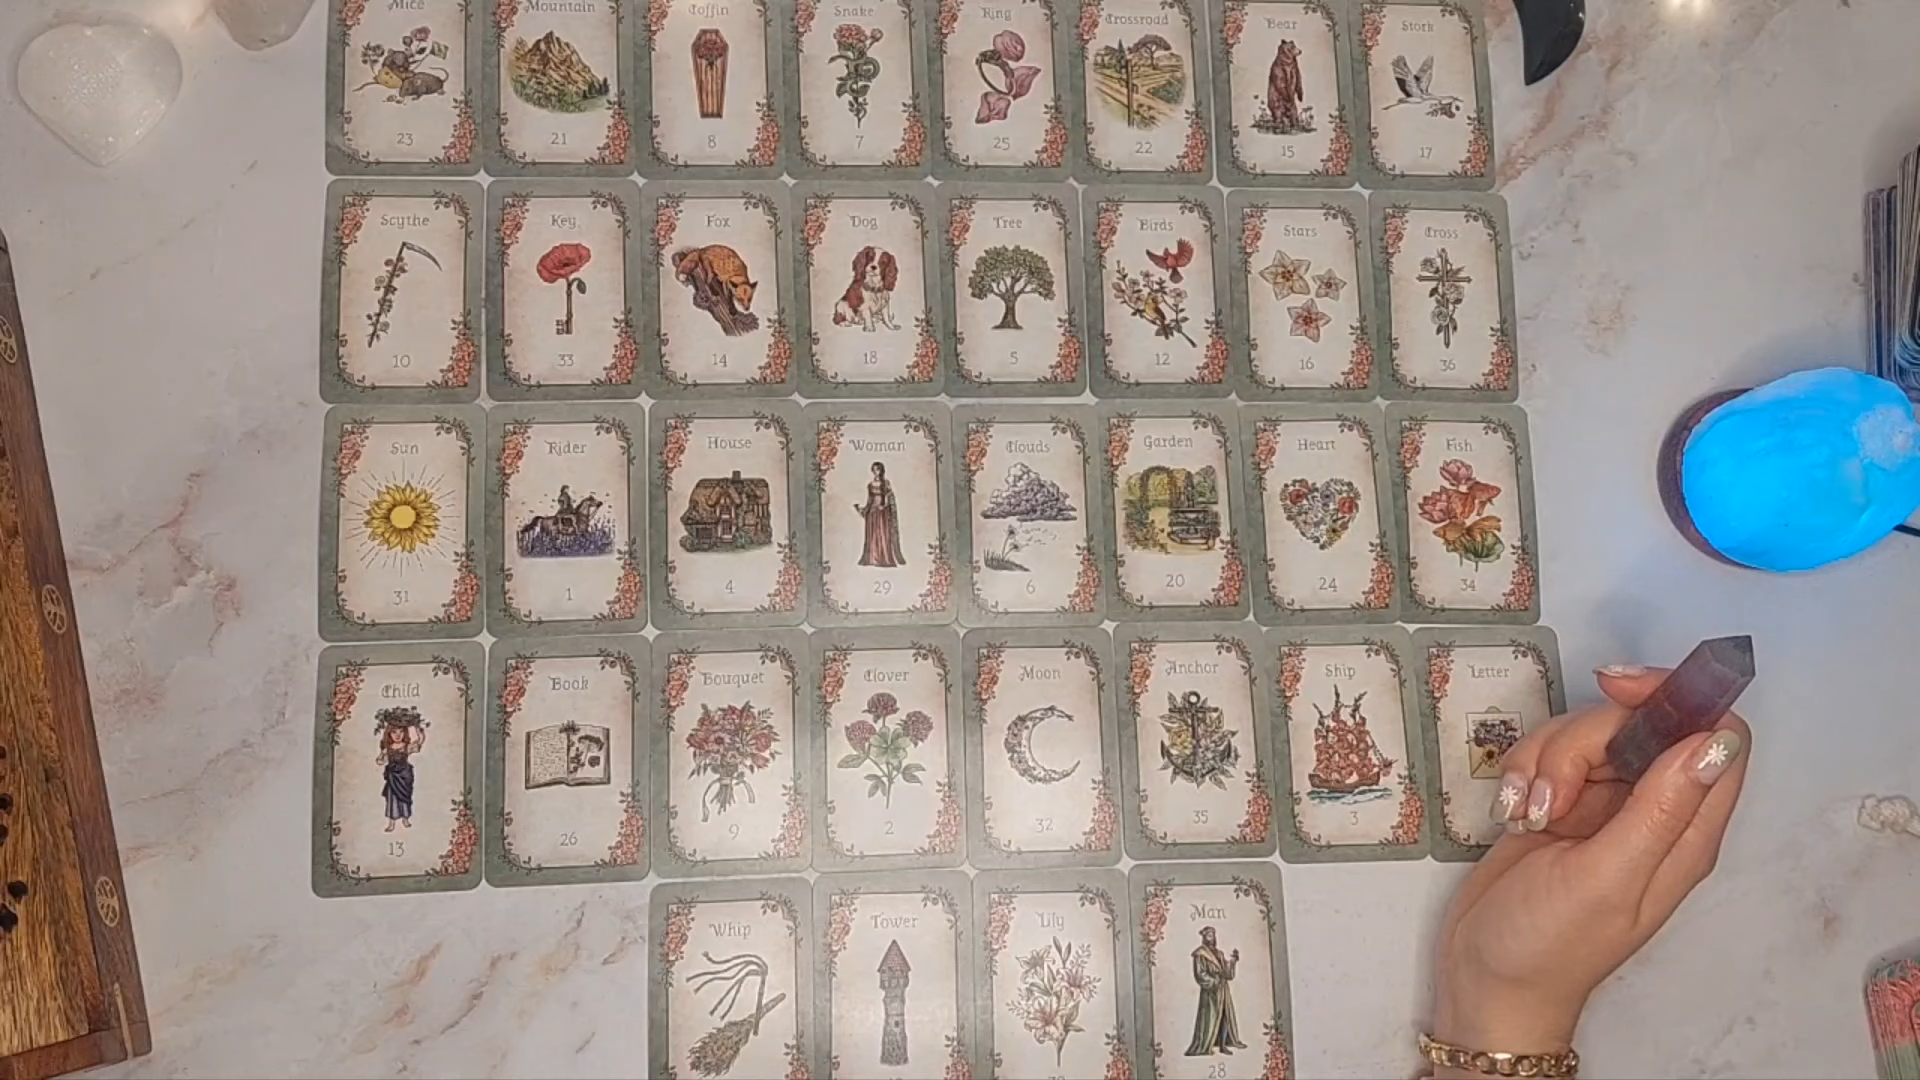 Mice
Mountain
Coffin
Snake
Ring
Crossroad
Bear
Stork
23
21
8
7
25
22
15
17
Scythe
Key
Fox
Dog
Tree
Birds
Stars
Cross
10
33
14
18
5
12
16
36
Sun
Rider
House
Woman
Clouds
Garden
Heart
Fish
31
1
4
29
6
20
24
34
Child
Book
Bouquet
Clover
Moon
Anchor
Ship
Letter
13
26
9
2
32
35
3
Whip
Tower
Lily
Man
28